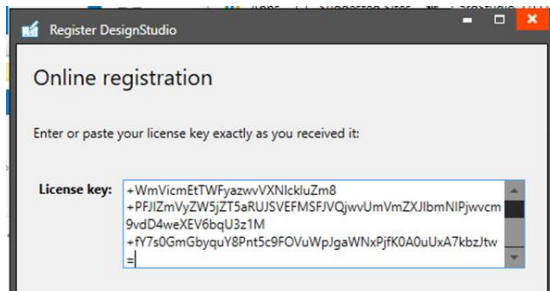 Register DesignStudio
Online registration
Enter or paste your license key exactly as you received it:
License key:
+WmVicmEtTWFyazwvVXNlckluZm8
+PFJlZmVyZW5jZT5aRUJSVEFMSFJVQjwvUmVmZXJlbmNlPjwvcm
9vdD4weXEV6bqU3z1M
+fY7s0GmGbyquY8Pnt5c9FOVuWpJgaWNxPjfK0A0uUxA7kbzJtw
=